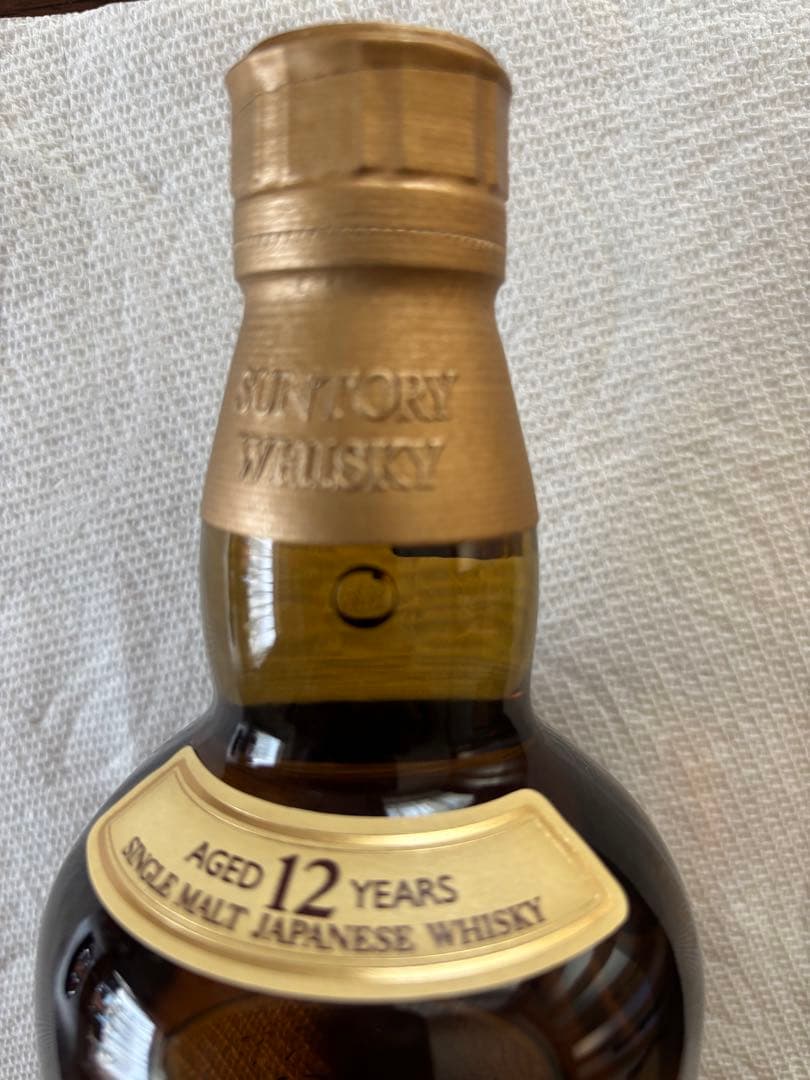 SUNTORY
WHISKY
AGED 12 YEARS
SINGLE MALT JAPANESE WHISKY